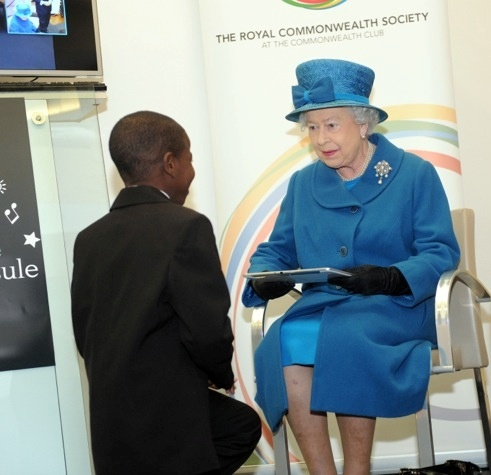 THE ROYAL COMMONWEALTH SOCIETY
AT THE COMMONWEALTH CLUB
sule